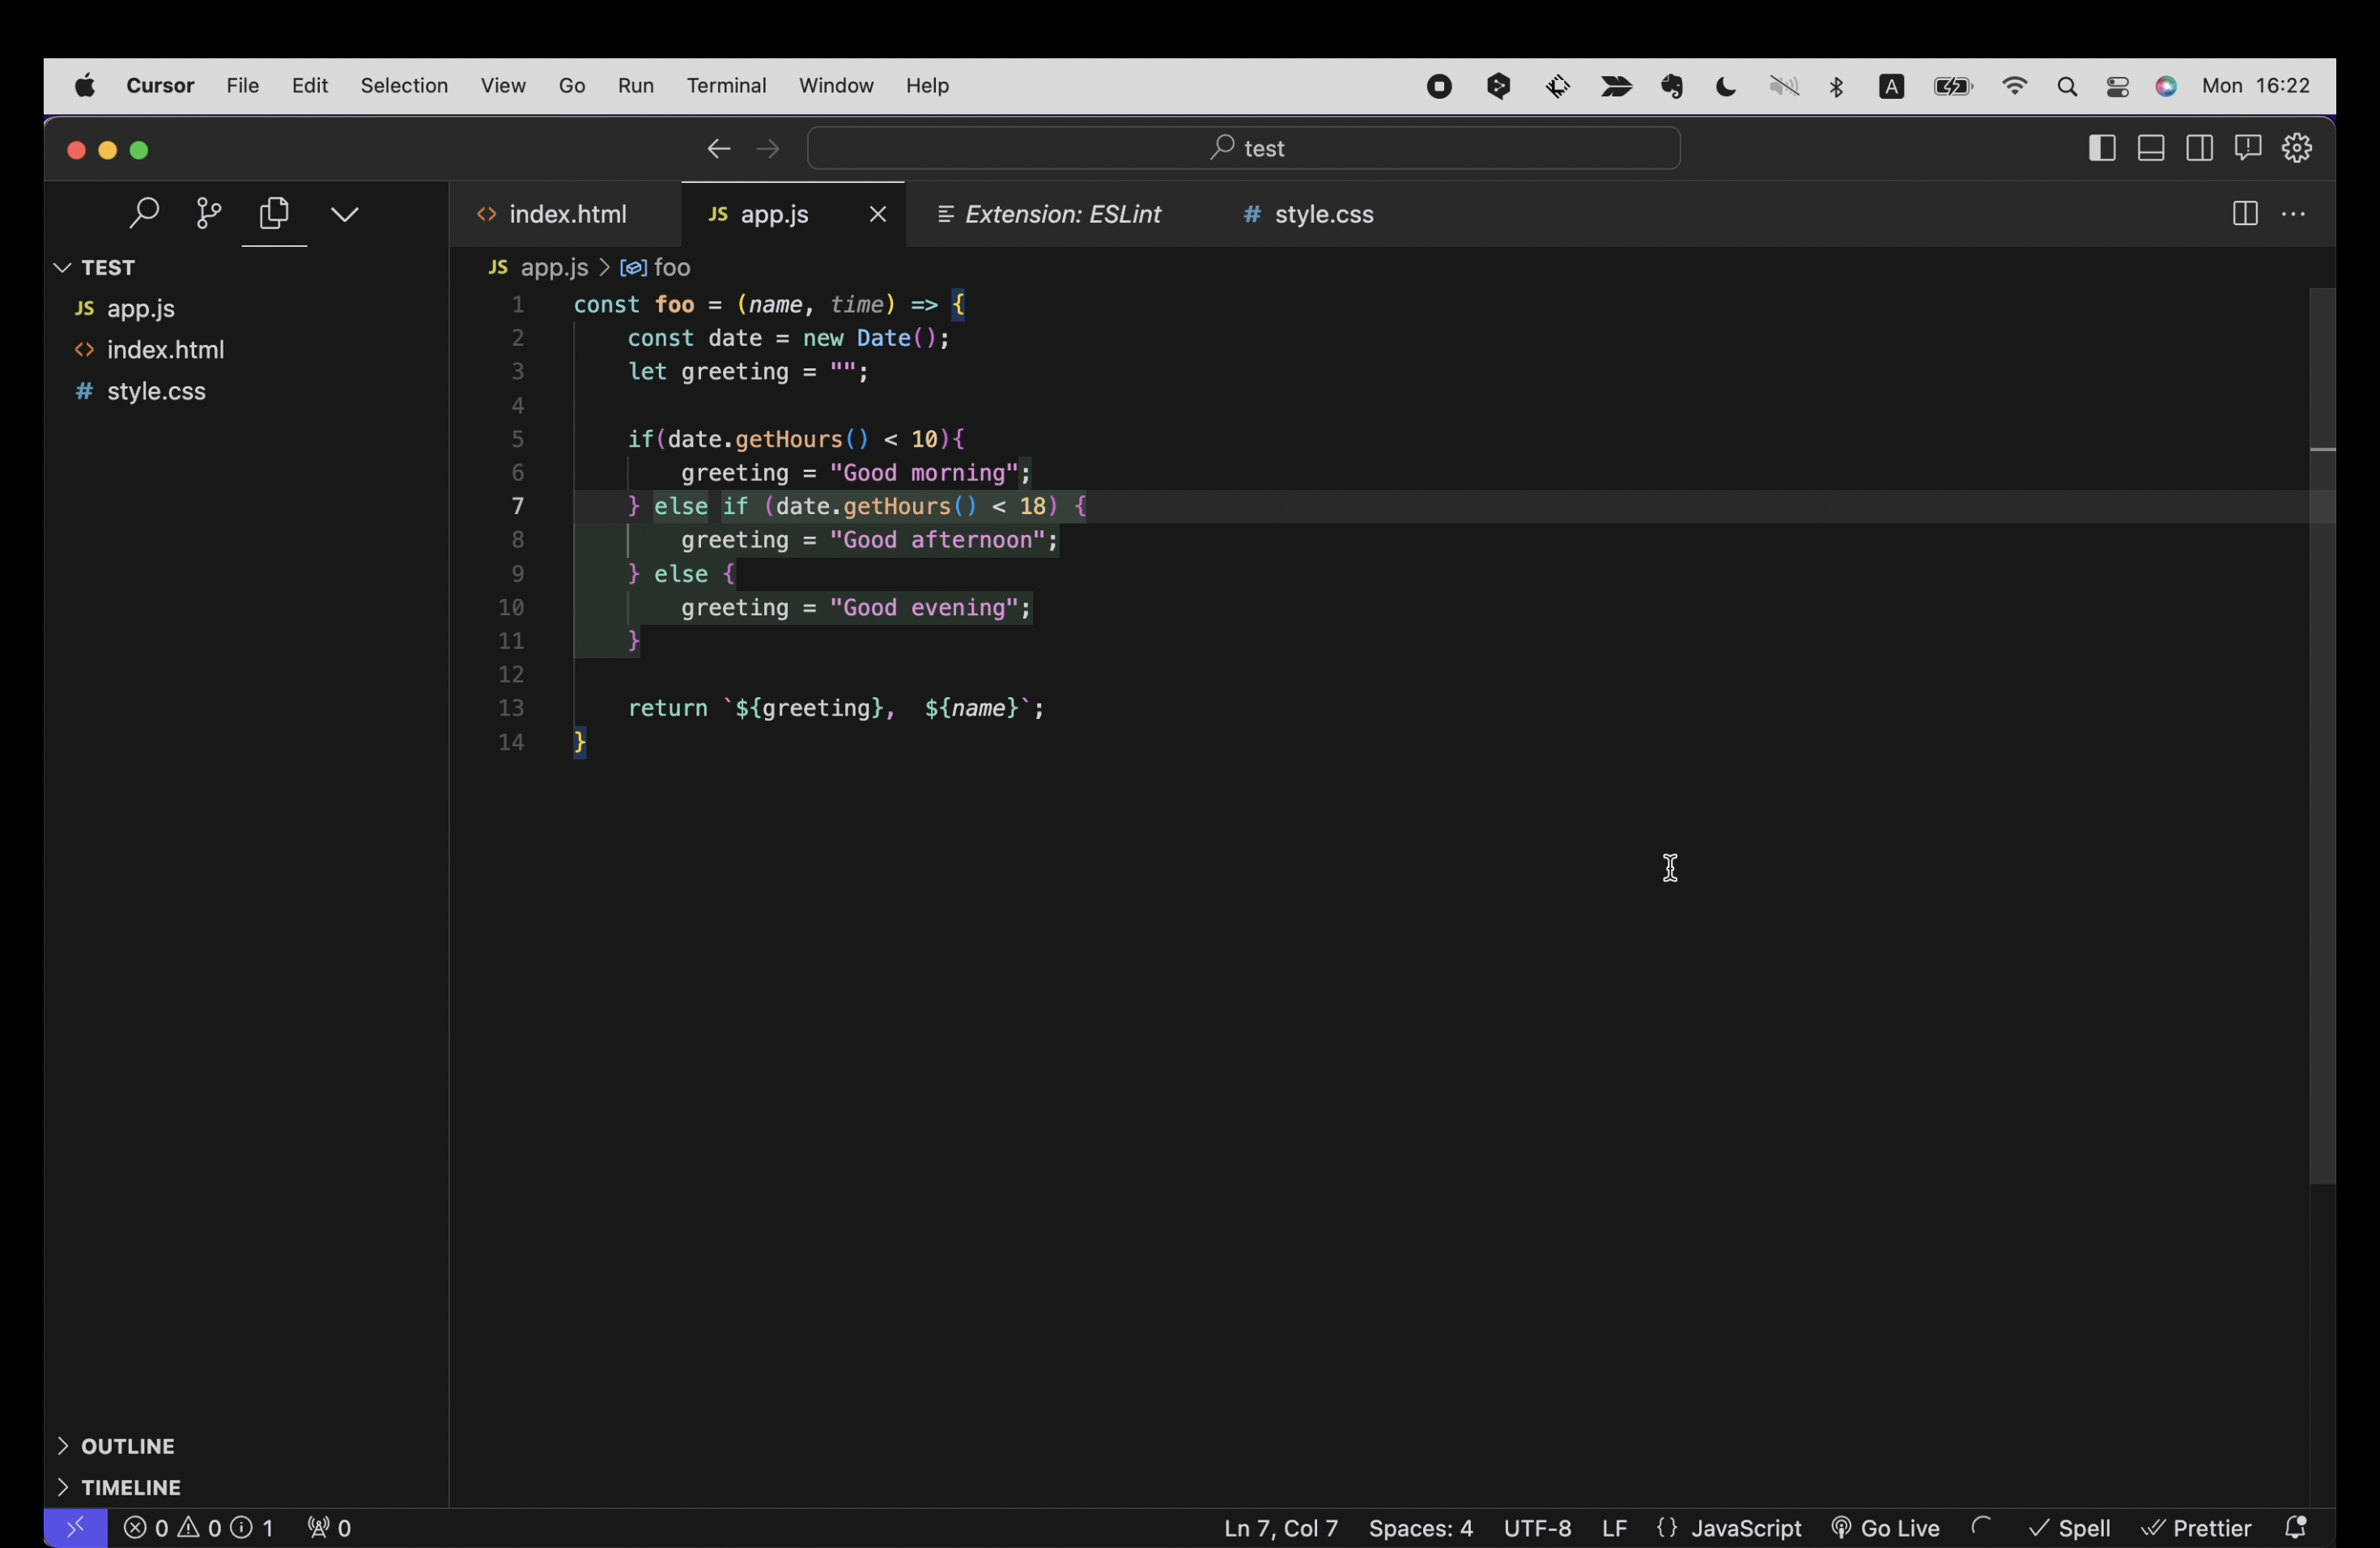 Cursor File Edit Selection View Go Run Terminal Window Help A Mon 16:22
test
index.html JS app.js Extension: ESLint # style.css
TEST
JS app.js
index.html
# style.css
JS app.js > foo
1 const foo = (name, time) => {
2     const date = new Date();
3     let greeting = "";
4
5     if(date.getHours() < 10){
6         greeting = "Good morning";
7     } else if (date.getHours() < 18) {
8         greeting = "Good afternoon";
9     } else {
10         greeting = "Good evening";
11     }
12
13     return `${greeting},  ${name}`;
14 }
OUTLINE
TIMELINE
0 0 1 0 Ln 7, Col 7 Spaces: 4 UTF-8 LF {} JavaScript Go Live Spell Prettier